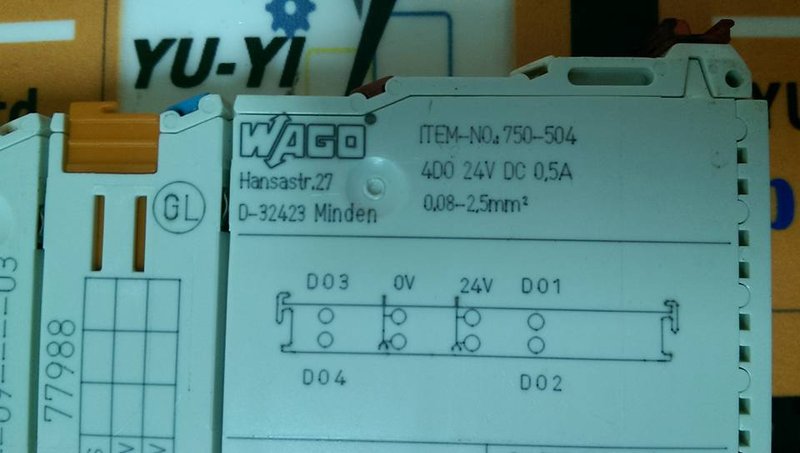 YU-YI
WAGO
Hansastr.27
D-32423 Minden
ITEM-NO.:750-504
4DO 24V DC 0,5A
0,08-2,5mm²
GL
DO3 0V 24V DO1
DO4 DO2
77988